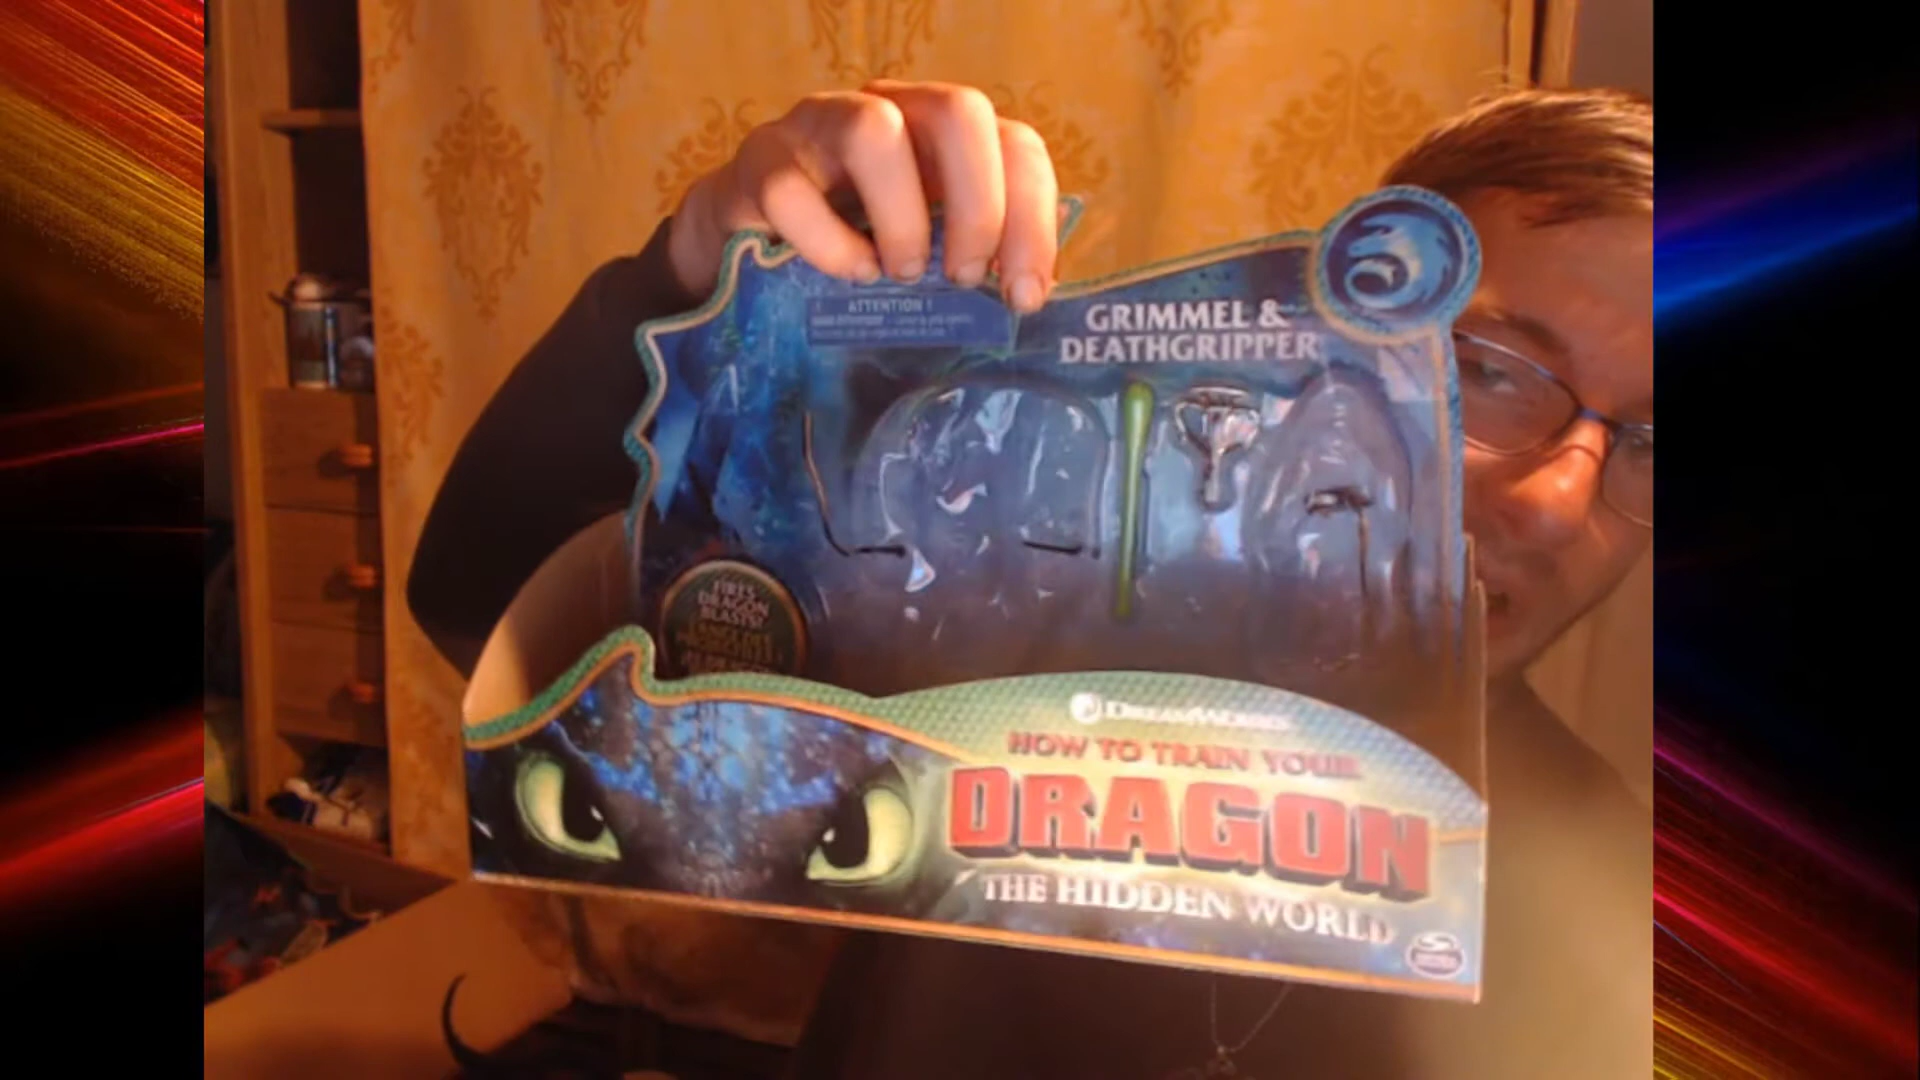 ATTENTION !
GRIMMEL &
DEATHGRIPPER
FIRES
DRAGON
BLASTS!
DREAMWORKS
HOW TO TRAIN YOUR
DRAGON
THE HIDDEN WORLD